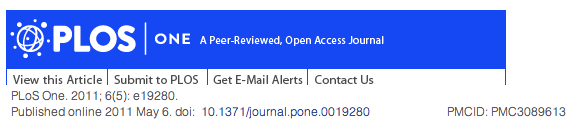 PLOS ONE A Peer-Reviewed, Open Access Journal
View this Article Submit to PLOS Get E-Mail Alerts Contact Us
PLoS One. 2011; 6(5): e19280.
Published online 2011 May 6. doi: 10.1371/journal.pone.0019280 PMCID: PMC3089613